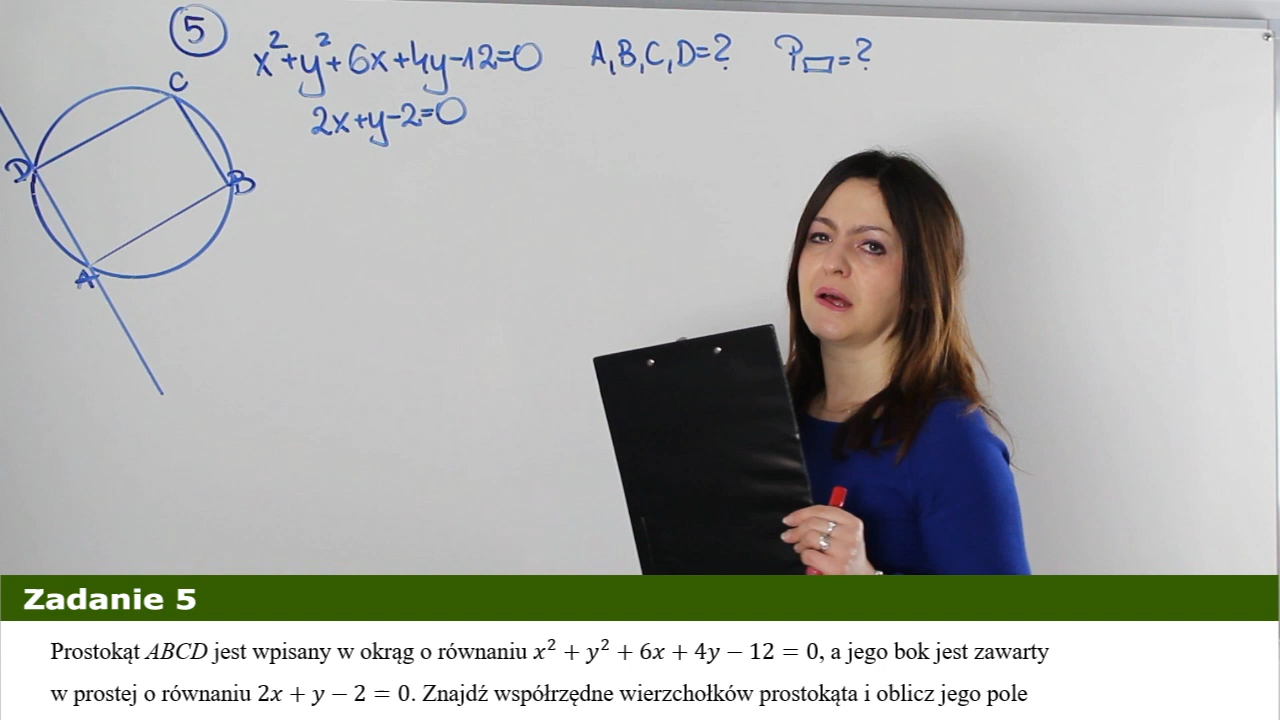 5
x²+y²+6x+4y-12=0 A,B,C,D=? P▭=?
2x+y-2=0
C
D
B
A
Zadanie 5
Prostokąt ABCD jest wpisany w okrąg o równaniu x² + y² + 6x + 4y − 12 = 0, a jego bok jest zawarty
w prostej o równaniu 2x + y − 2 = 0. Znajdź współrzędne wierzchołków prostokąta i oblicz jego pole